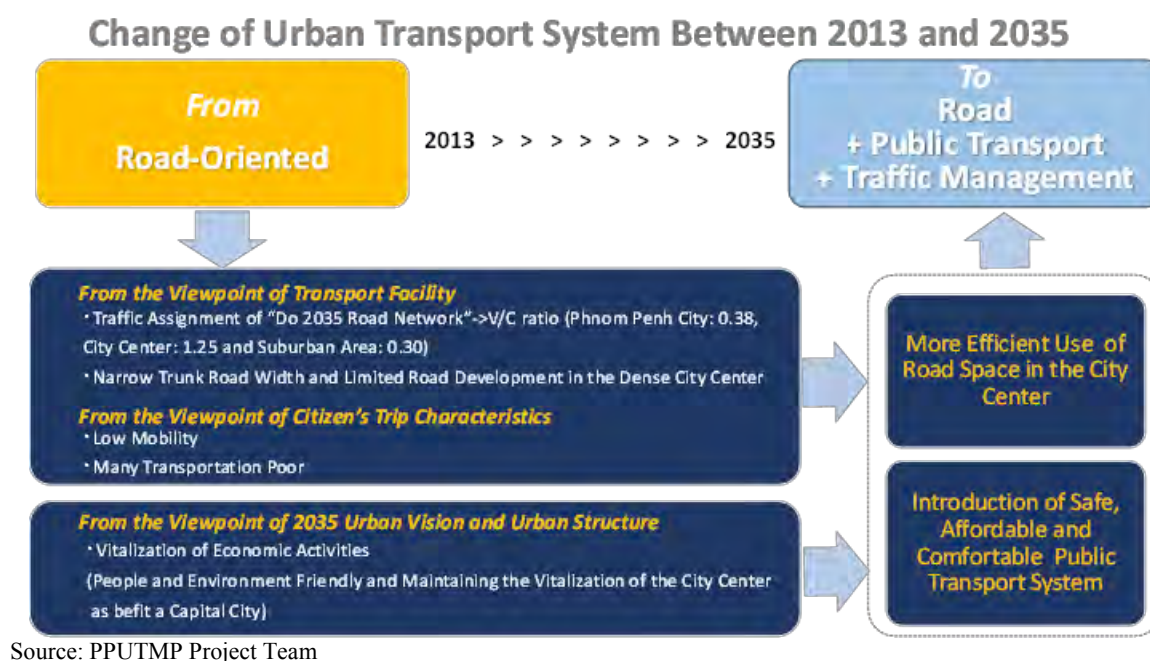 Change of Urban Transport System Between 2013 and 2035
From
Road-Oriented
2013 > > > > > > > > 2035
To
Road
+ Public Transport
+ Traffic Management
From the Viewpoint of Transport Facility
・Traffic Assignment of "Do 2035 Road Network"->V/C ratio (Phnom Penh City: 0.38,
City Center: 1.25 and Suburban Area: 0.30)
・Narrow Trunk Road Width and Limited Road Development in the Dense City Center
From the Viewpoint of Citizen's Trip Characteristics
・Low Mobility
・Many Transportation Poor
From the Viewpoint of 2035 Urban Vision and Urban Structure
・Vitalization of Economic Activities
(People and Environment Friendly and Maintaining the Vitalization of the City Center
as befit a Capital City)
More Efficient Use of
Road Space in the City
Center
Introduction of Safe,
Affordable and
Comfortable Public
Transport System
Source: PPUTMP Project Team